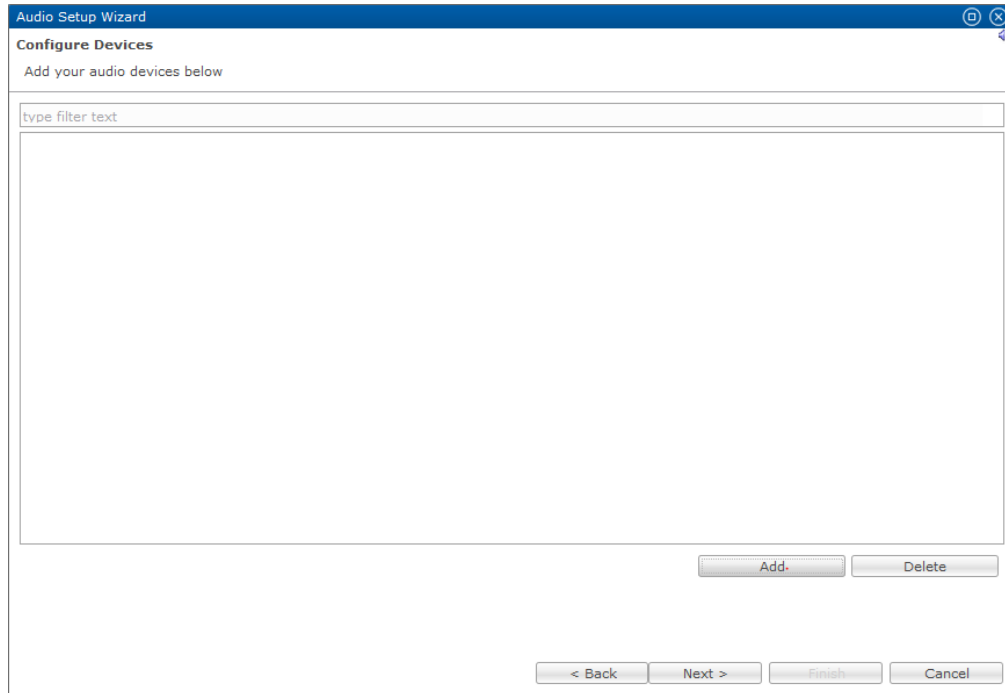 Audio Setup Wizard
Configure Devices
Add your audio devices below
type filter text
Add
Delete
< Back
Next >
Finish
Cancel